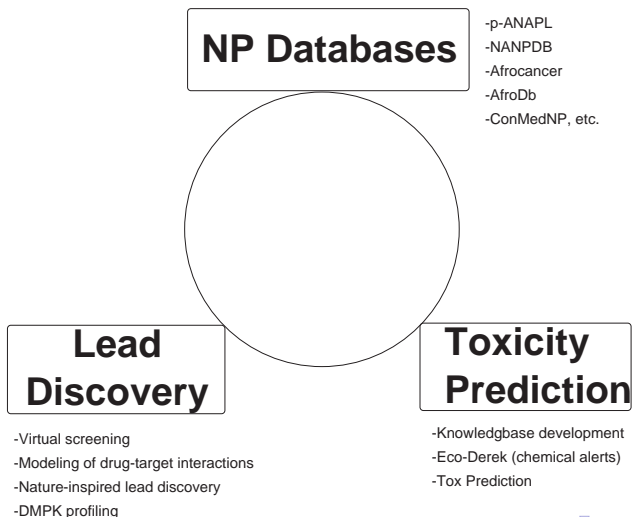 NP Databases
-p-ANAPL
-NANPDB
-Afrocancer
-AfroDb
-ConMedNP, etc.
Lead
Discovery
-Virtual screening
-Modeling of drug-target interactions
-Nature-inspired lead discovery
-DMPK profiling
Toxicity
Prediction
-Knowledgbase development
-Eco-Derek (chemical alerts)
-Tox Prediction